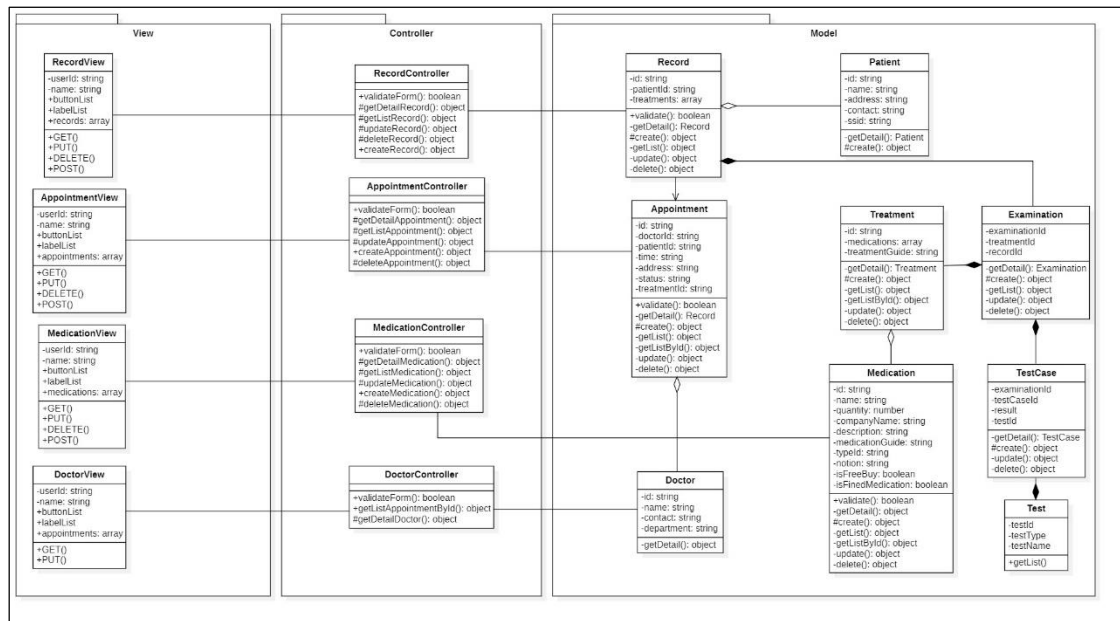 View
RecordView
-userId: string
-name: string
+buttonList
+labelList
+records: array
+GET()
+PUT()
+DELETE()
+POST()
AppointmentView
-userId: string
-name: string
+buttonList
+labelList
+appointments: array
+GET()
+PUT()
+DELETE()
+POST()
MedicationView
-userId: string
-name: string
+buttonList
+labelList
+medications: array
+GET()
+PUT()
+DELETE()
+POST()
DoctorView
-userId: string
-name: string
+buttonList
+labelList
+appointments: array
+GET()
+PUT()
Controller
RecordController
+validateForm(): boolean
#getDetailRecord(): object
#getListRecord(): object
#updateRecord(): object
#deleteRecord(): object
+createRecord(): object
AppointmentController
+validateForm(): boolean
#getDetailAppointment(): object
#getListAppointment(): object
#updateAppointment(): object
+createAppointment(): object
#deleteAppointment(): object
MedicationController
+validateForm(): boolean
#getDetailMedication(): object
#getListMedication(): object
#updateMedication(): object
+createMedication(): object
#deleteMedication(): object
DoctorController
+validateForm(): boolean
+getListAppointmentById(): object
#getDetailDoctor(): object
Model
Record
-id: string
-patientId: string
-treatments: array
+validate(): boolean
-getDetail(): Record
#create(): object
-getList(): object
-update(): object
-delete(): object
Patient
-id: string
-name: string
-address: string
-contact: string
-ssid: string
-getDetail(): Patient
#create(): object
Appointment
-id: string
-doctorId: string
-patientId: string
-time: string
-address: string
-status: string
-treatmentId: string
+validate(): boolean
-getDetail(): Record
#create(): object
-getList(): object
-getListById(): object
-update(): object
-delete(): object
Treatment
-id: string
-medications: array
-treatmentGuide: string
-getDetail(): Treatment
#create(): object
-getList(): object
-getListById(): object
-update(): object
-delete(): object
Examination
-examinationId
-treatmentId
-recordId
-getDetail(): Examination
#create(): object
-getList(): object
-update(): object
-delete(): object
Medication
-id: string
-name: string
-quantity: number
-companyName: string
-description: string
-medicationGuide: string
-typeId: string
-notion: string
-isFreeBuy: boolean
-isFinedMedication: boolean
+validate(): boolean
-getDetail(): object
#create(): object
-getList(): object
-getListById(): object
-update(): object
-delete(): object
TestCase
-examinationId
-testCaseId
-result
-testId
-getDetail(): TestCase
#create(): object
-update(): object
-delete(): object
Doctor
-id: string
-name: string
-contact: string
-department: string
-getDetail(): object
Test
-testId
-testType
-testName
+getList()